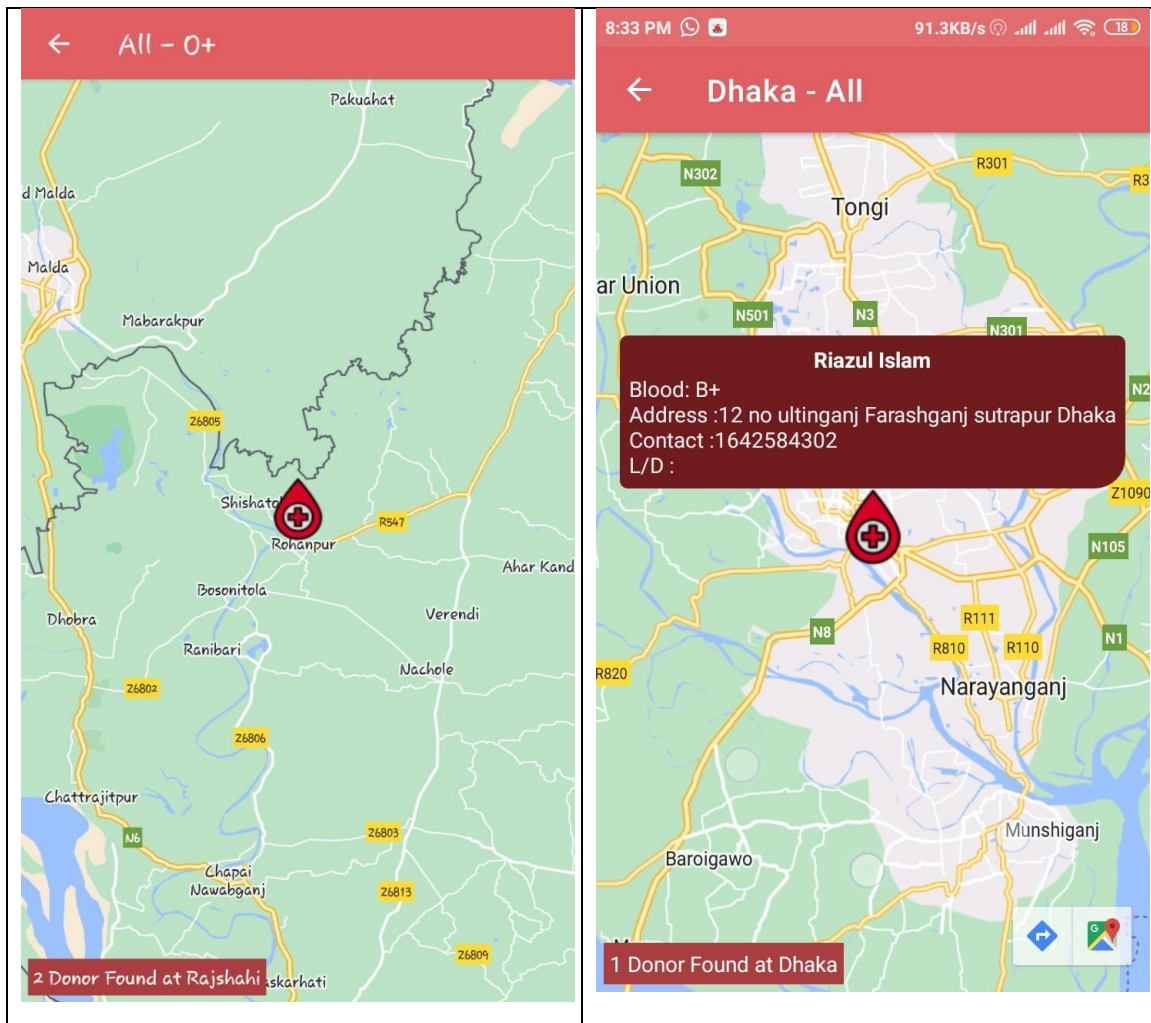 All - O+
Pakuahat
d Malda
Malda
Mabarakpur
Z6805
Shishato
R547
Rohanpur
Ahar Kand
Bosonitola
Dhobra
Verendi
Ranibari
Nachole
Z6802
Z6806
Chattrajitpur
N6
Z6803
Chapai
Nawabganj
Z6813
Z6809
2 Donor Found at Rajshahi
askarhati
8:33 PM
91.3KB/s
18
Dhaka - All
R301
N302
R3
Tongi
ar Union
N501
N3
N301
Riazul Islam
Blood: B+
N2
Address :12 no ultinganj Farashganj sutrapur Dhaka
Contact :1642584302
L/D :
Z1090
N105
R111
N8
R810
R110
N1
R820
Narayanganj
Munshiganj
Baroigawo
G
1 Donor Found at Dhaka